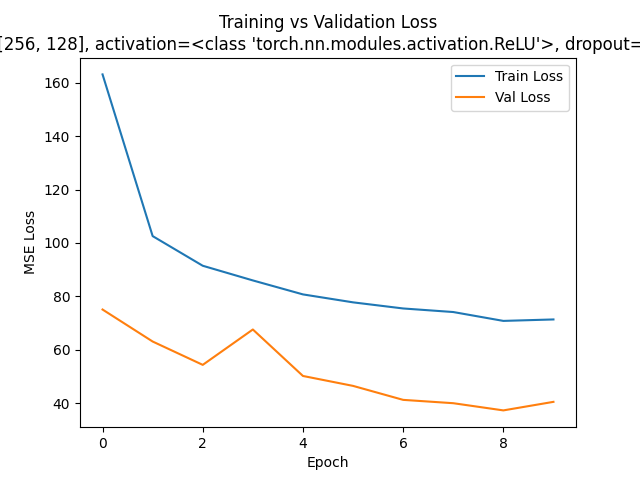 Training vs Validation Loss
[256, 128], activation=<class 'torch.nn.modules.activation.ReLU'>, dropout=
Train Loss
Val Loss
160
140
120
100
80
60
40
MSE Loss
0
2
4
6
8
Epoch